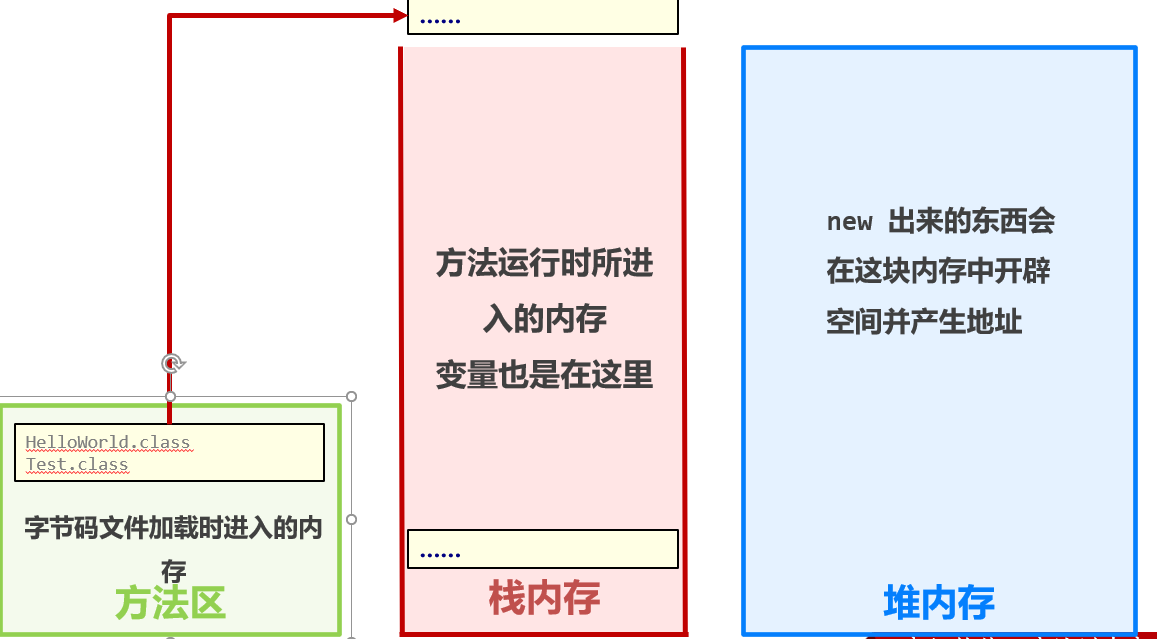 ……
方法运行时所进
入的内存
变量也是在这里
……
栈内存
new 出来的东西会
在这块内存中开辟
空间并产生地址
堆内存
HelloWorld.class
Test.class
字节码文件加载时进入的内
存
方法区